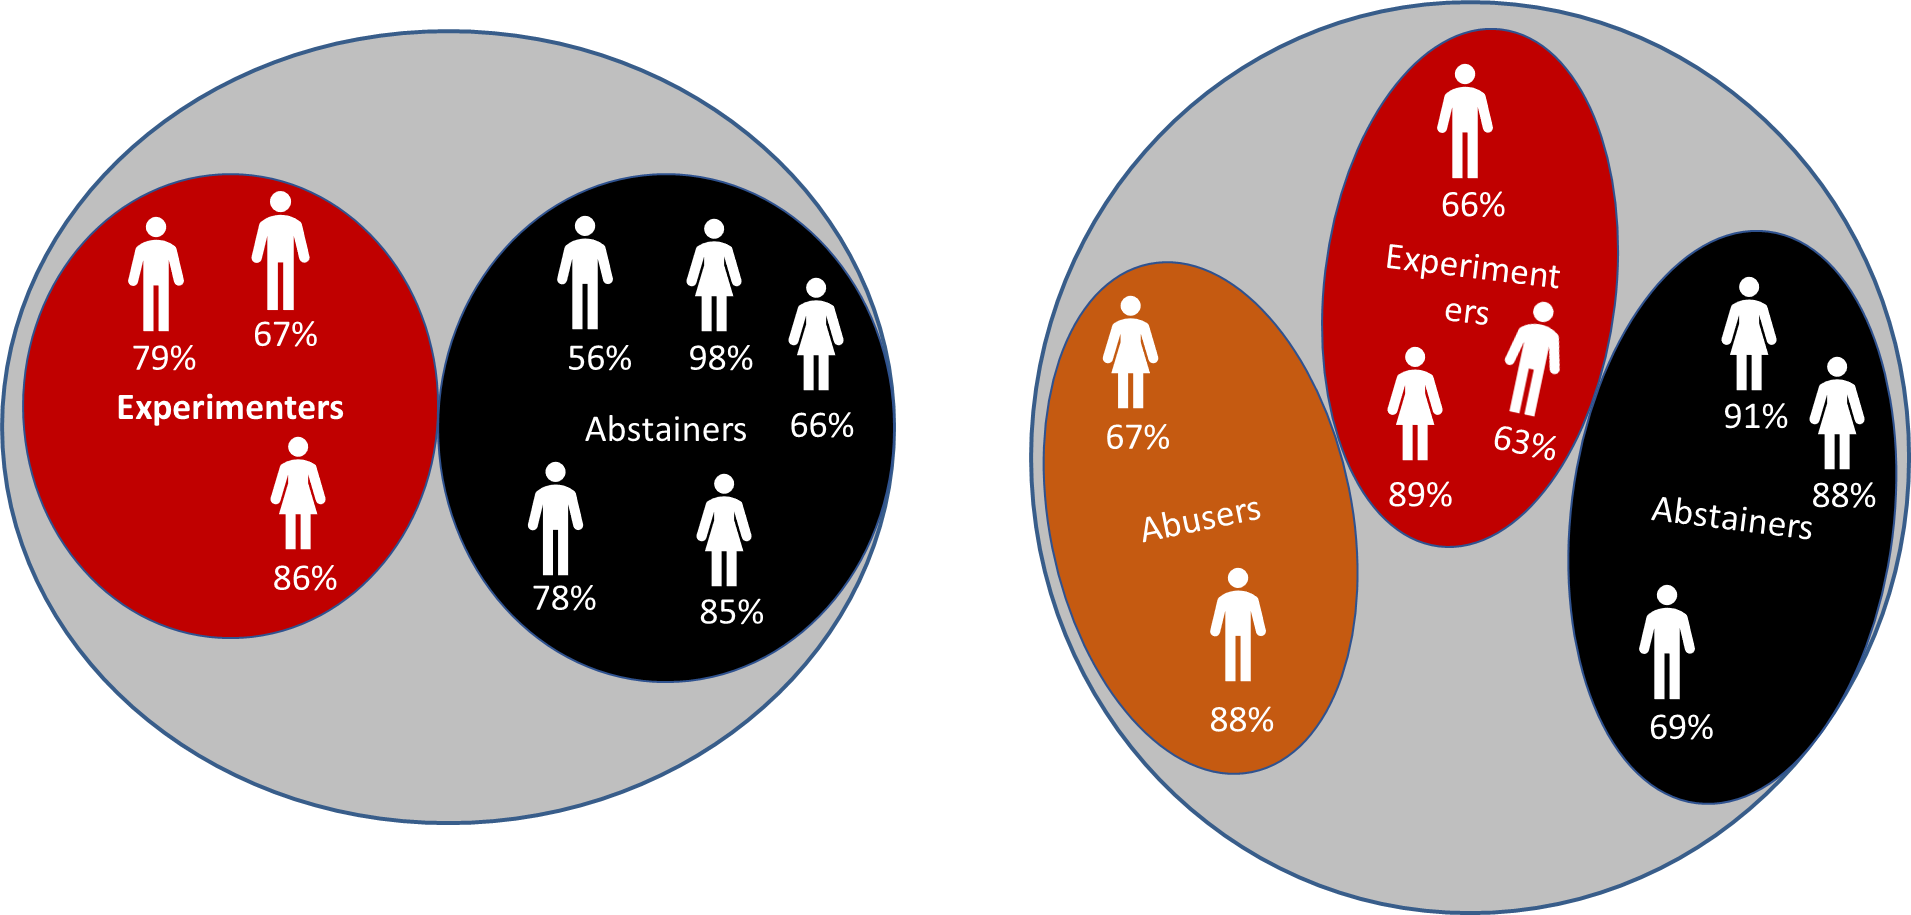 79%
67%
Experimenters
86%
56%
98%
66%
Abstainers
78%
85%
66%
Experiment
ers
89%
63%
67%
Abusers
88%
91%
88%
Abstainers
69%